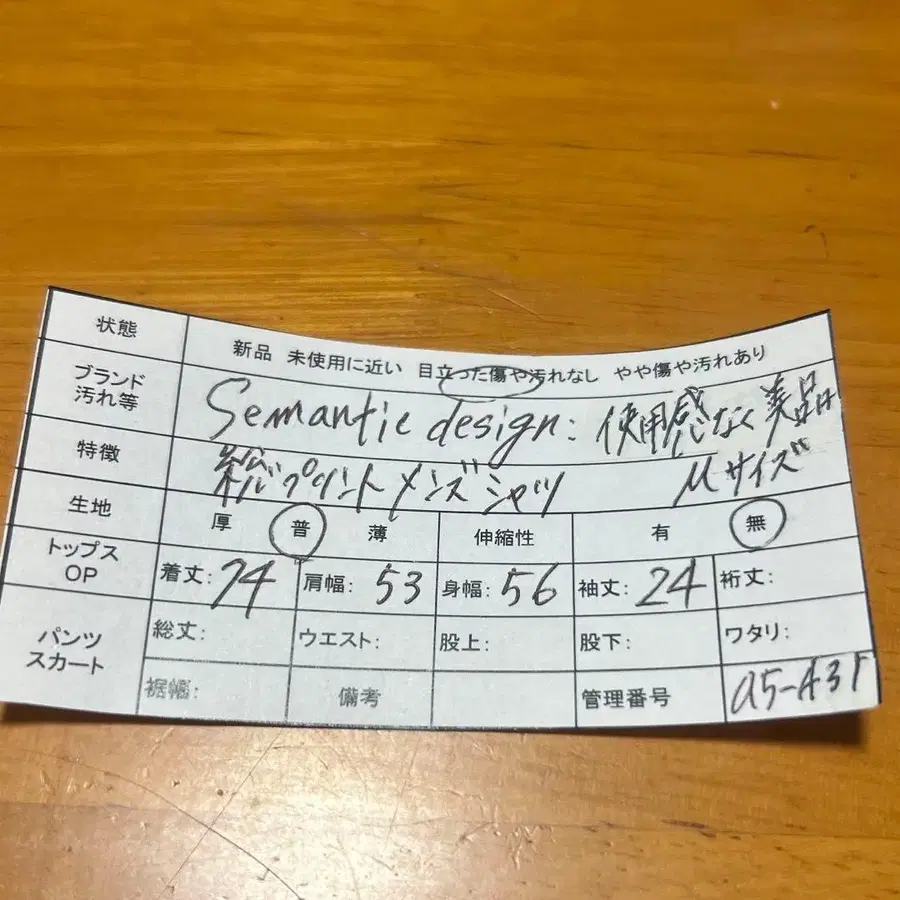 状態 新品 未使用に近い 目立った傷や汚れなし やや傷や汚れあり
ブランド
汚れ等 Semantic design: 使用感なく美品
特徴 総プリントメンズシャツ Mサイズ
生地 厚 普 薄 伸縮性 有 無
トップス
OP 着丈: 74 肩幅: 53 身幅: 56 袖丈: 24 裄丈:
パンツ
スカート 総丈: ウエスト: 股上: 股下: ワタリ:
裾幅: 備考 管理番号